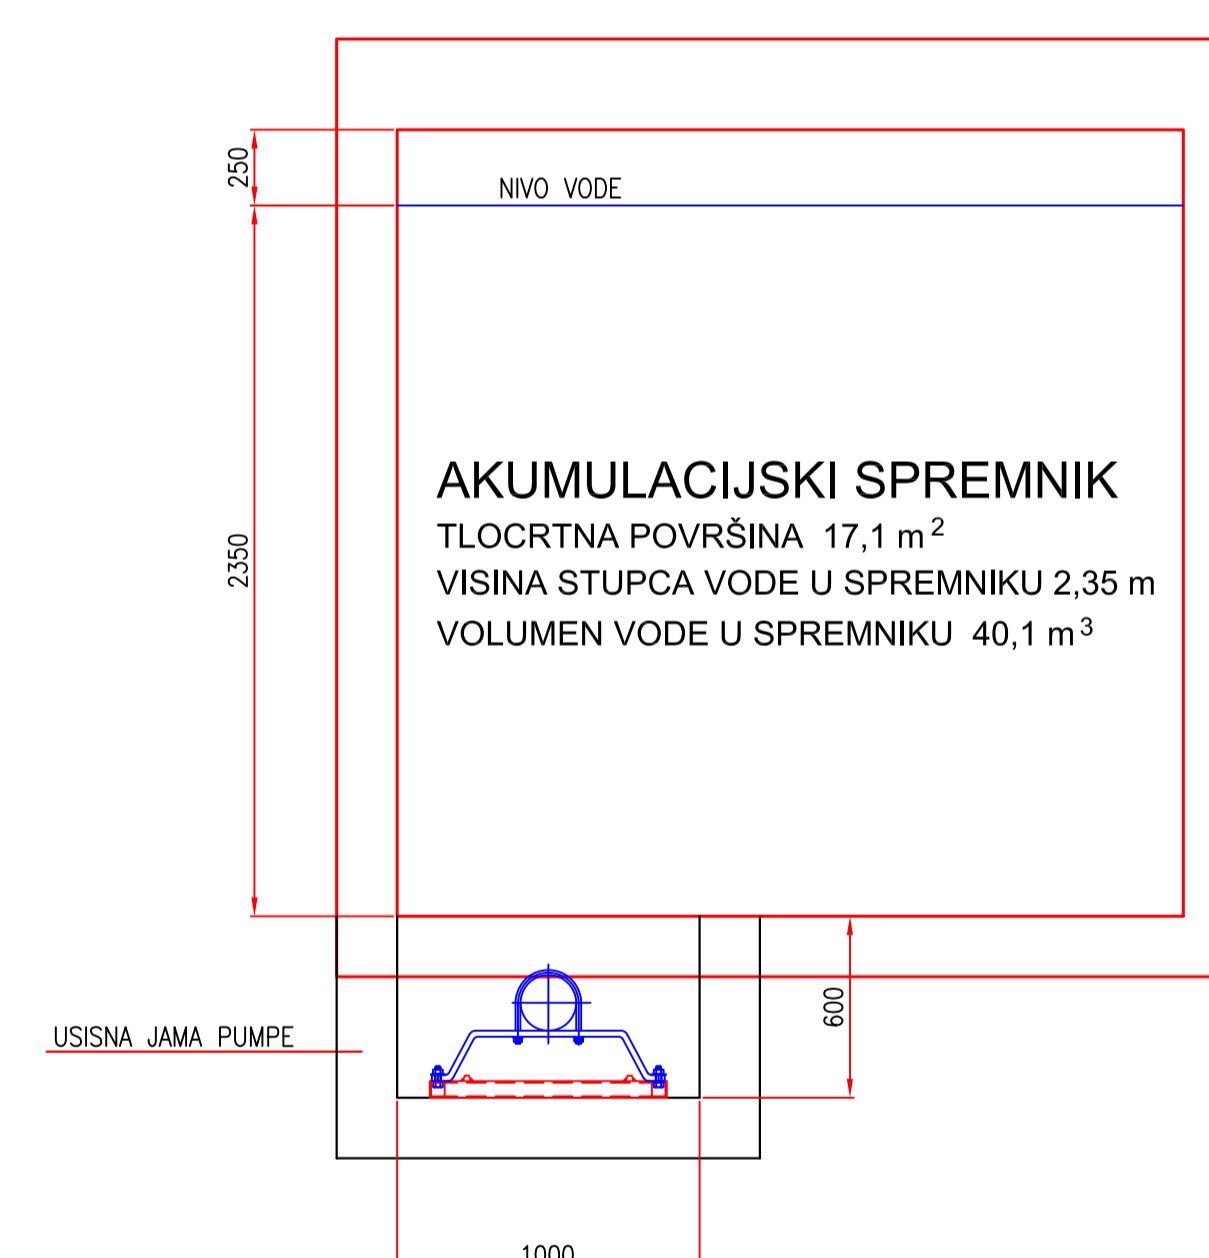 250
NIVO VODE
2350
AKUMULACIJSKI SPREMNIK
TLOCRTNA POVRŠINA 17,1 m²
VISINA STUPCA VODE U SPREMNIKU 2,35 m
VOLUMEN VODE U SPREMNIKU 40,1 m³
600
USISNA JAMA PUMPE
1000